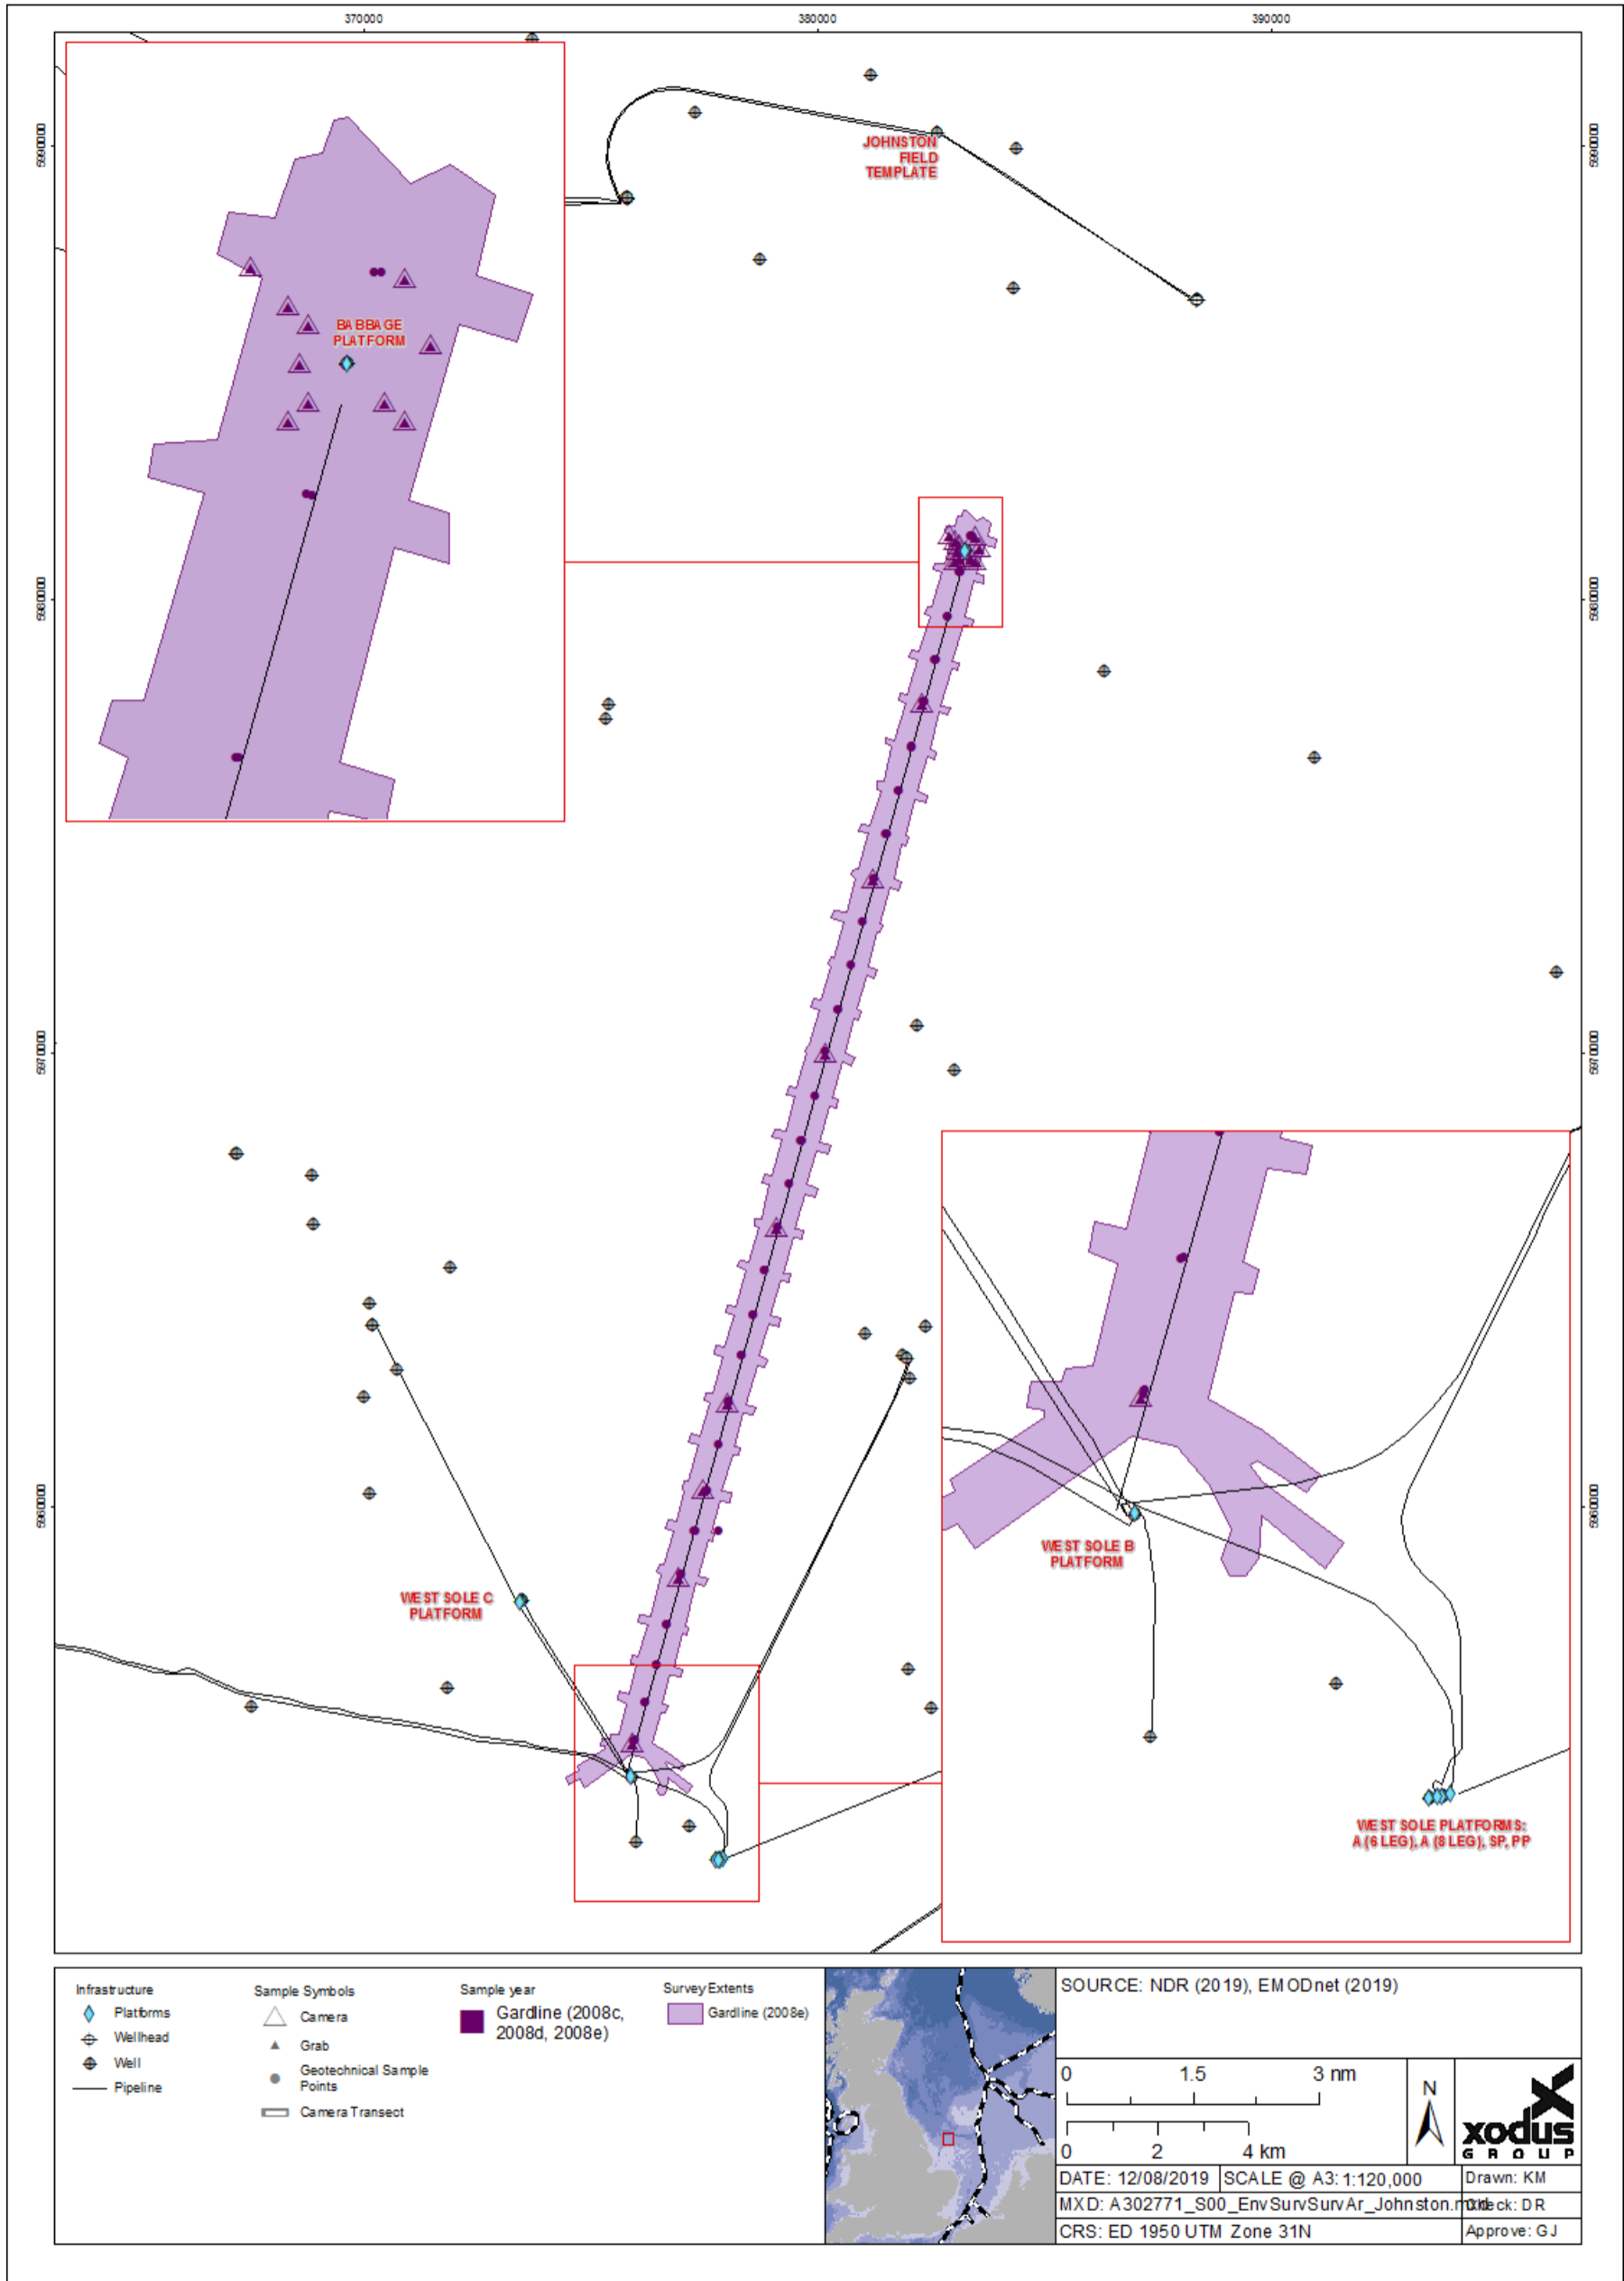 370000
380000
390000
5990000
5990000
JOHNSTON
FIELD
TEMPLATE
BABBAGE
PLATFORM
5980000
5980000
5970000
5970000
5960000
5960000
WEST SOLE C
PLATFORM
WEST SOLE B
PLATFORM
WEST SOLE PLATFORMS:
A (6 LEG), A (8 LEG), SP, PP
Infrastructure
Platforms
Wellhead
Well
Pipeline
Sample Symbols
Camera
Grab
Geotechnical Sample
Points
Camera Transect
Sample year
Gardline (2008c,
2008d, 2008e)
Survey Extents
Gardline (2008e)
SOURCE: NDR (2019), EMODnet (2019)
0 1.5 3 nm
0 2 4 km
N
xodus
GROUP
DATE: 12/08/2019 SCALE @ A3: 1:120,000 Drawn: KM
MXD: A302771_S00_EnvSurvSurvAr_Johnston.mxd Check: DR
CRS: ED 1950 UTM Zone 31N Approve: GJ